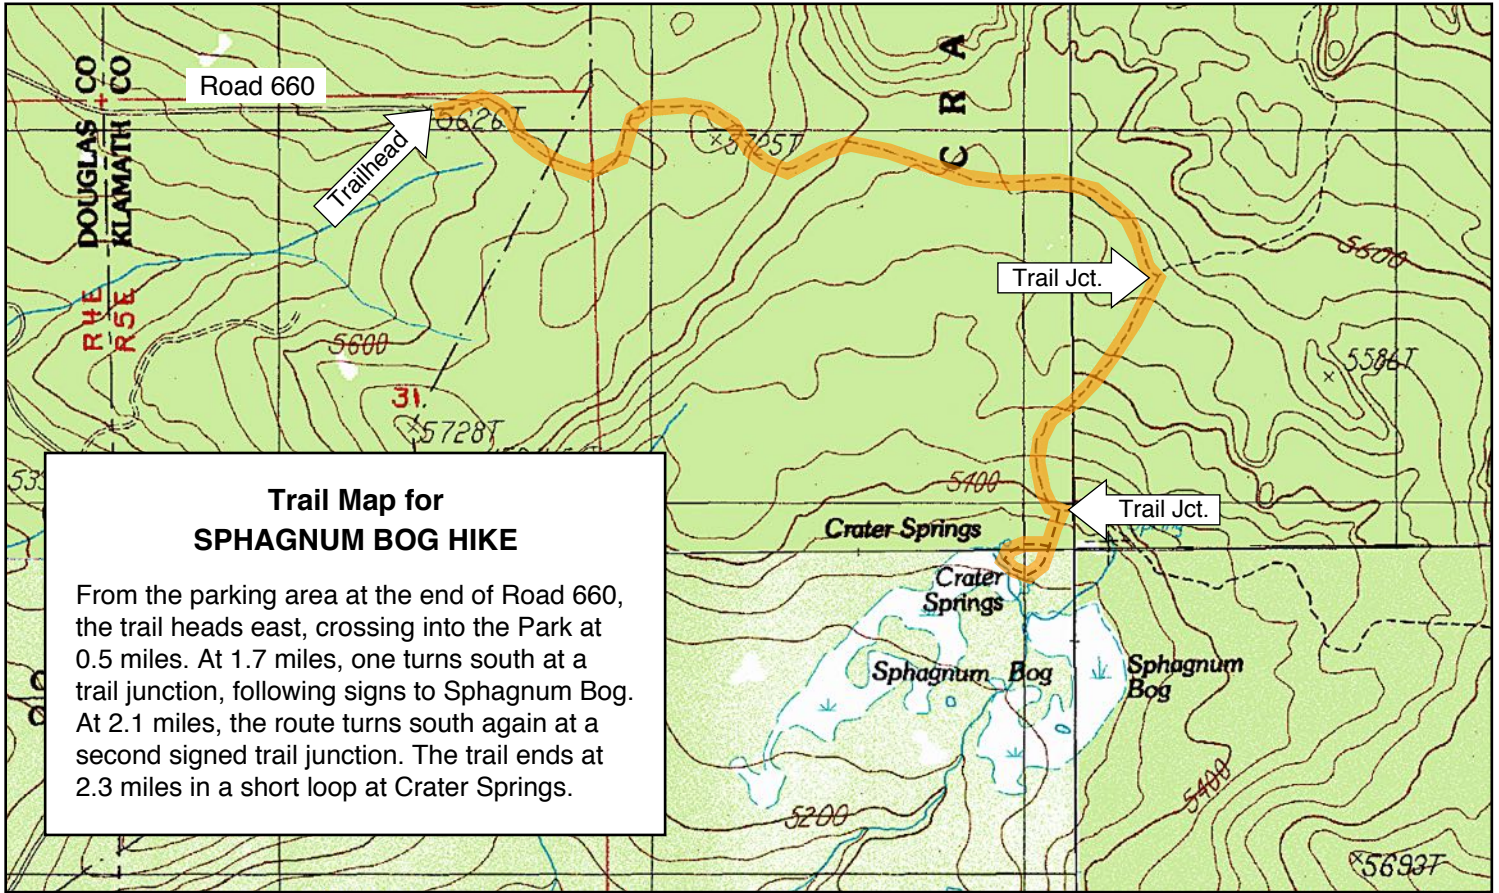 Road 660
DOUGLAS CO
KLAMATH CO
5626T
Trailhead
5725T
C R A
5600
Trail Jct.
R4E
R5E
5600
5586T
31
5728T
5400
Trail Jct.
Crater Springs
Spring
Crater
Springs
Sphagnum Bog
Sphagnum
Bog
5400
5200
5693T
Trail Map for
SPHAGNUM BOG HIKE
From the parking area at the end of Road 660,
the trail heads east, crossing into the Park at
0.5 miles. At 1.7 miles, one turns south at a
trail junction, following signs to Sphagnum Bog.
At 2.1 miles, the route turns south again at a
second signed trail junction. The trail ends at
2.3 miles in a short loop at Crater Springs.